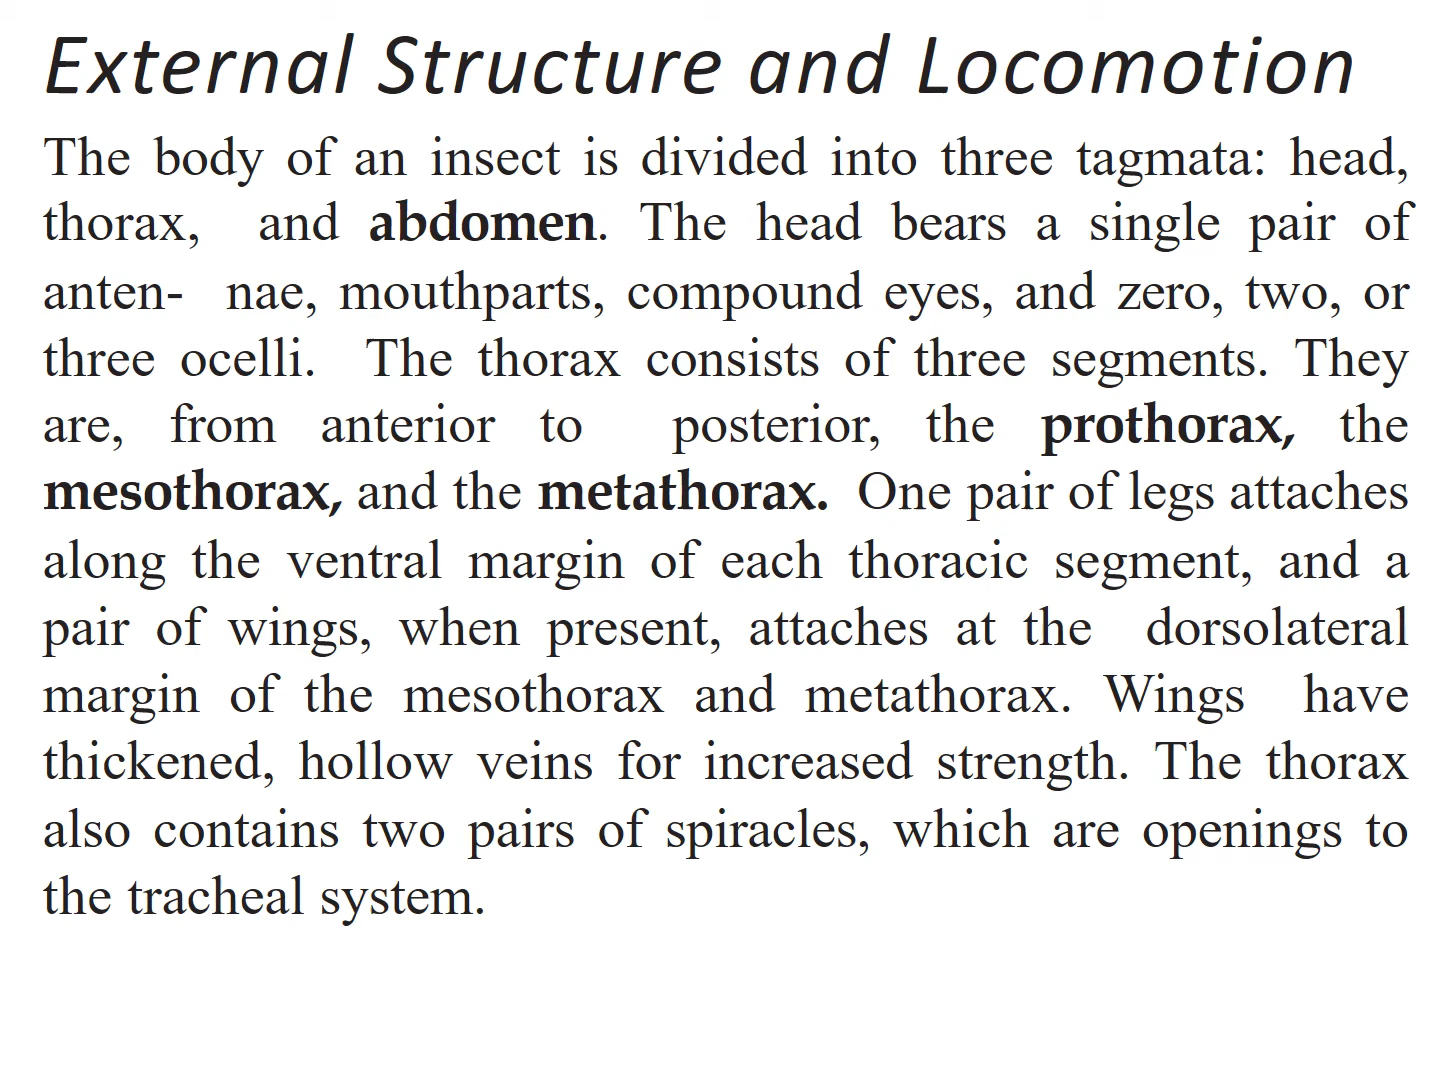 External Structure and Locomotion
The body of an insect is divided into three tagmata: head,
thorax, and abdomen. The head bears a single pair of
anten- nae, mouthparts, compound eyes, and zero, two, or
three ocelli. The thorax consists of three segments. They
are, from anterior to posterior, the prothorax, the
mesothorax, and the metathorax. One pair of legs attaches
along the ventral margin of each thoracic segment, and a
pair of wings, when present, attaches at the dorsolateral
margin of the mesothorax and metathorax. Wings have
thickened, hollow veins for increased strength. The thorax
also contains two pairs of spiracles, which are openings to
the tracheal system.